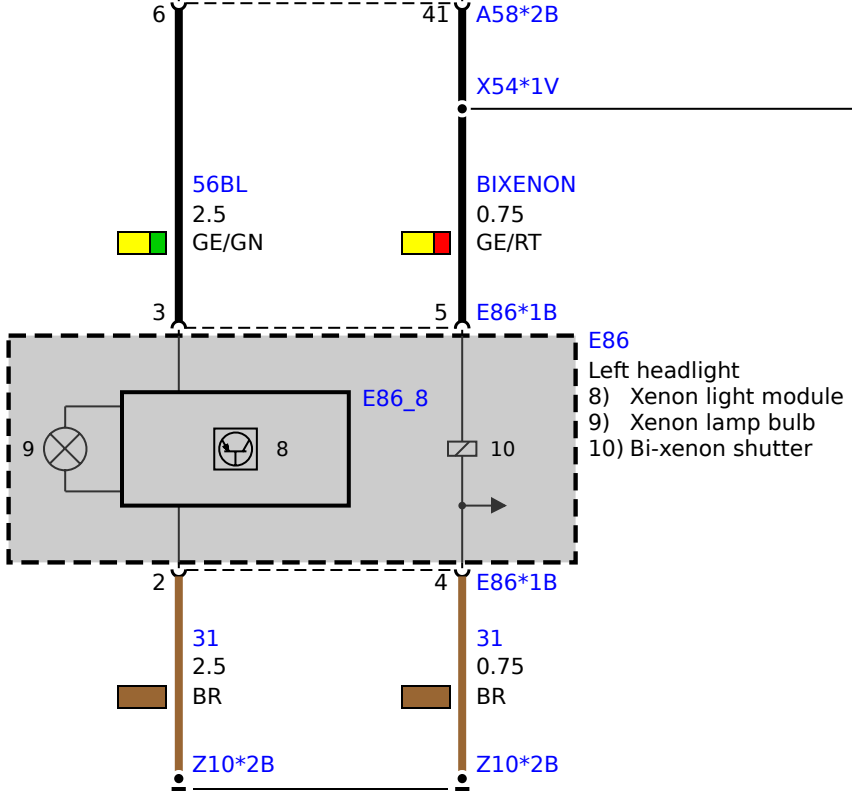 6
41 A58*2B
X54*1V
56BL
2.5
GE/GN
BIXENON
0.75
GE/RT
3
5 E86*1B
E86
Left headlight
8) Xenon light module
9) Xenon lamp bulb
10) Bi-xenon shutter
E86_8
9
8
10
2
4 E86*1B
31
2.5
BR
31
0.75
BR
Z10*2B
Z10*2B